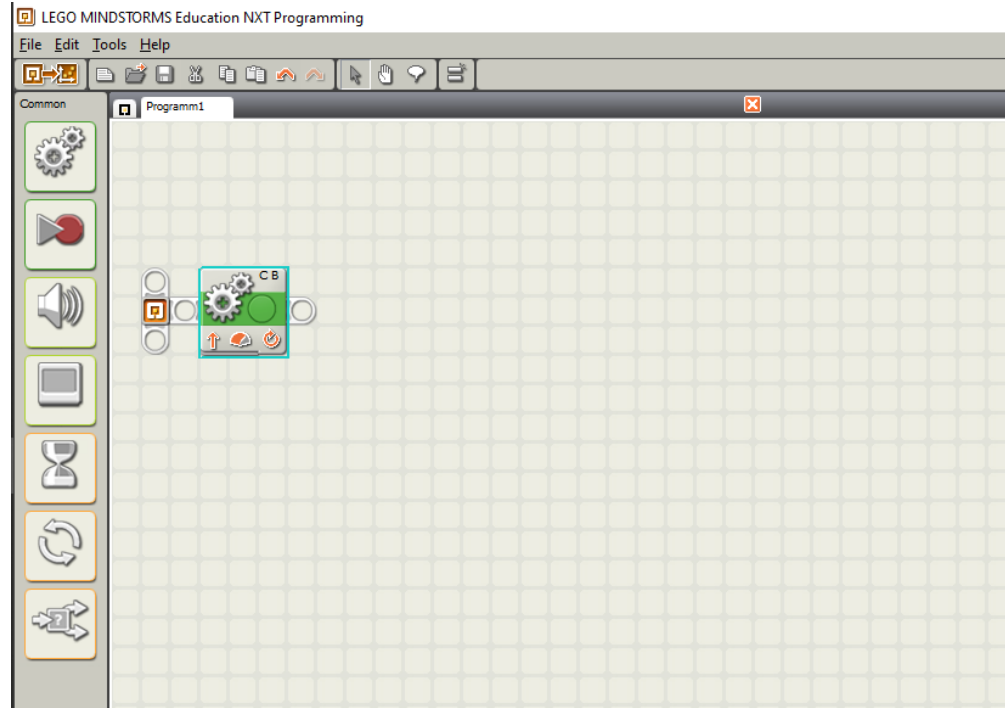 LEGO MINDSTORMS Education NXT Programming
File Edit Tools Help
Common
Programm1
C B